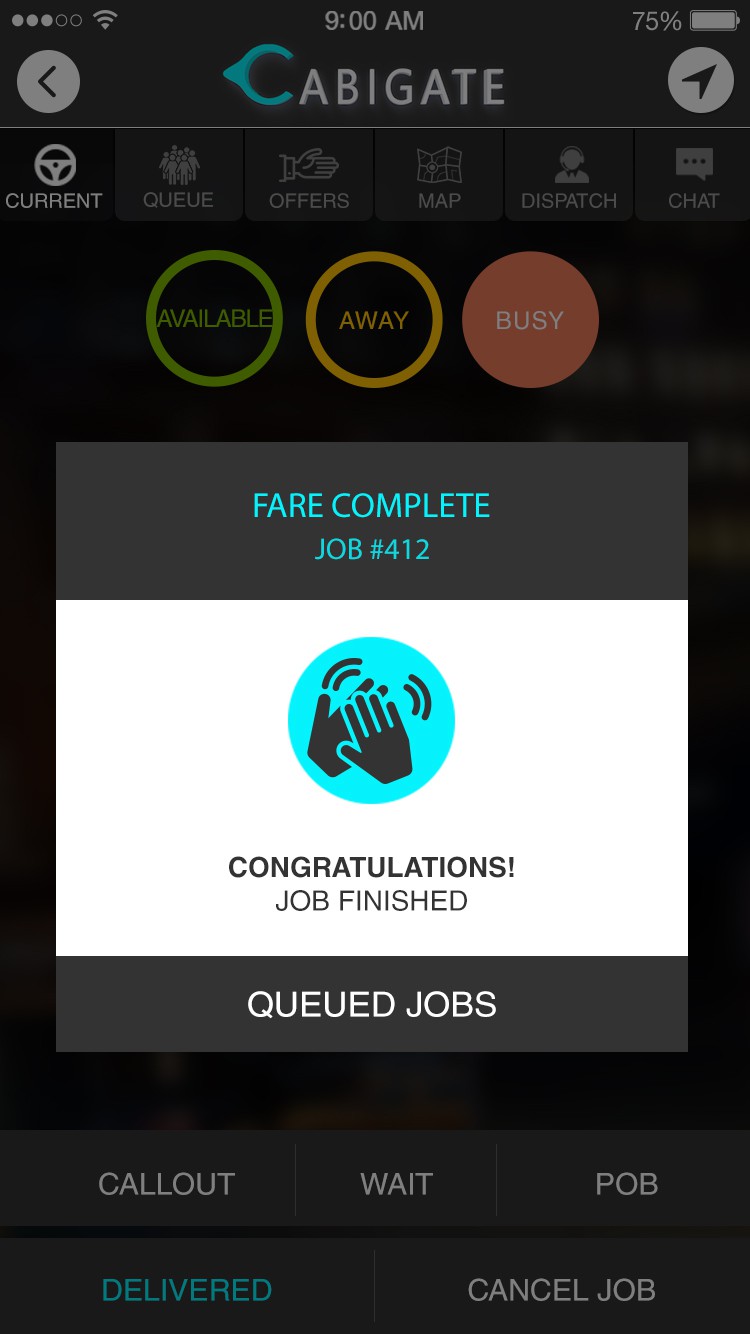 9:00 AM
75%
CABIGATE
CURRENT
QUEUE
OFFERS
MAP
DISPATCH
CHAT
AVAILABLE
AWAY
BUSY
FARE COMPLETE
JOB #412
CONGRATULATIONS!
JOB FINISHED
QUEUED JOBS
CALLOUT
WAIT
POB
DELIVERED
CANCEL JOB